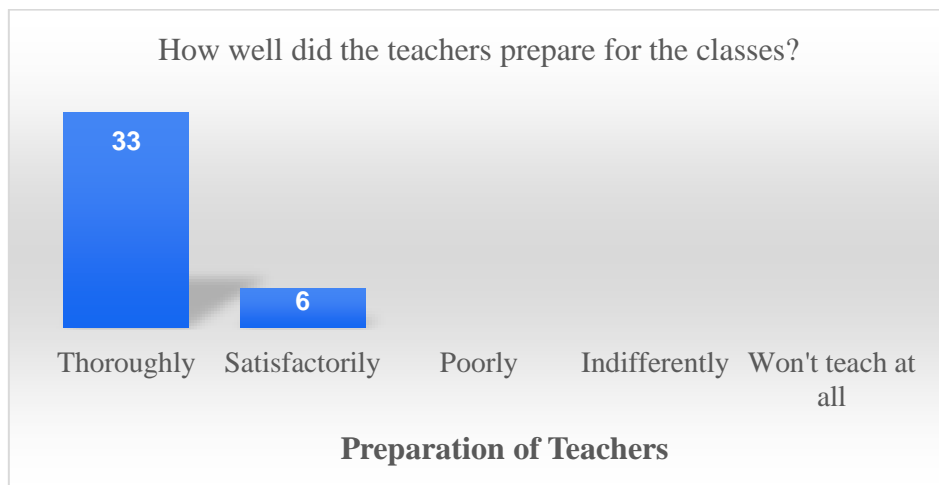 How well did the teachers prepare for the classes?
33
6
Thoroughly Satisfactorily Poorly Indifferently Won't teach at
all
Preparation of Teachers